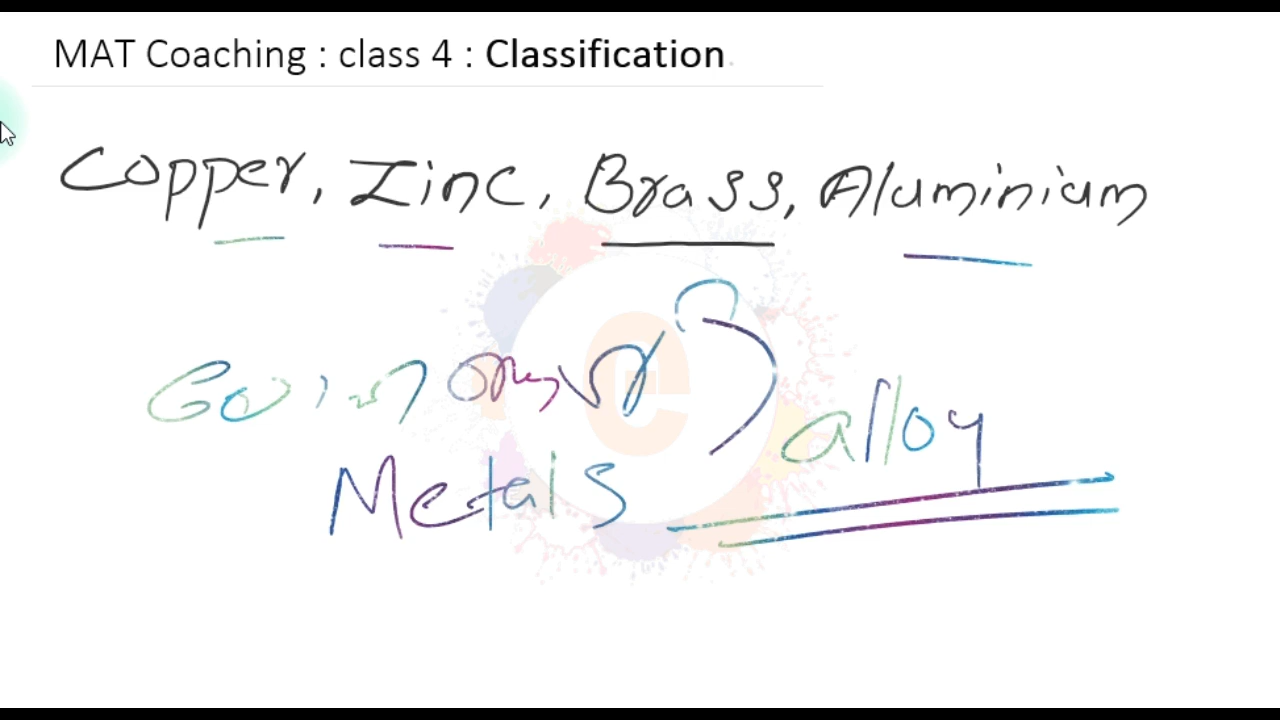 MAT Coaching : class 4 : Classification
Copper, Zinc, Brass, Aluminium
alloy
Metals